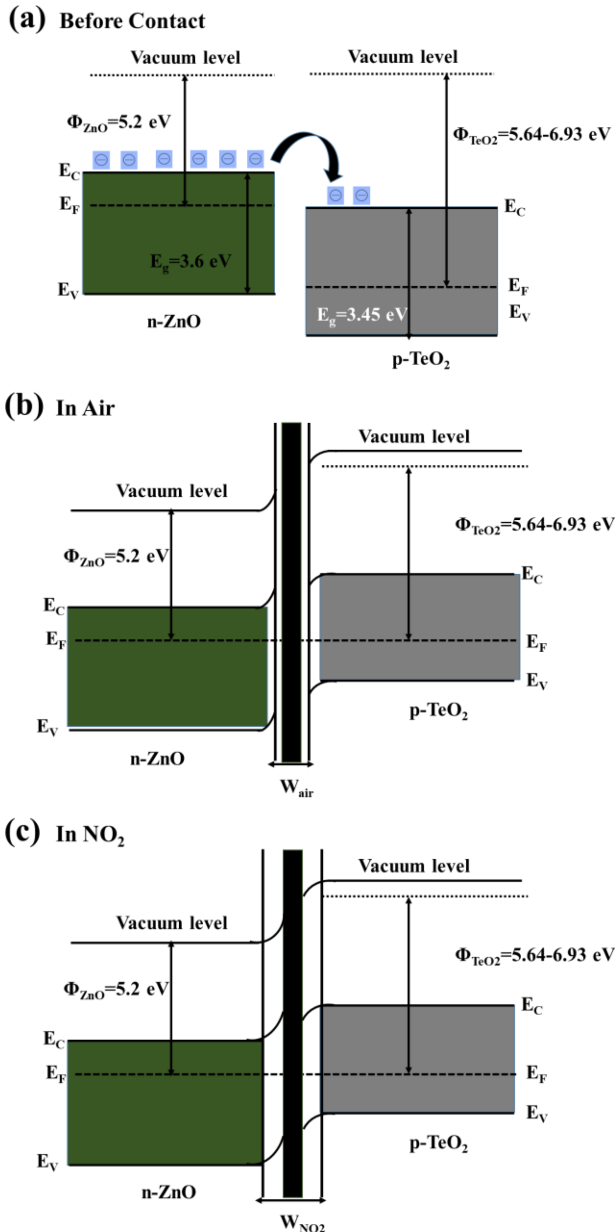 (a) Before Contact
Vacuum level
Vacuum level
Φ_ZnO=5.2 eV
Φ_TeO2=5.64-6.93 eV
E_C
E_F
E_g=3.6 eV
E_V
n-ZnO
E_C
E_F
E_g=3.45 eV
E_V
p-TeO₂
(b) In Air
Vacuum level
Vacuum level
Φ_ZnO=5.2 eV
Φ_TeO2=5.64-6.93 eV
E_C
E_F
E_V
n-ZnO
E_C
E_F
E_V
p-TeO₂
W_air
(c) In NO₂
Vacuum level
Vacuum level
Φ_ZnO=5.2 eV
Φ_TeO2=5.64-6.93 eV
E_C
E_F
E_V
n-ZnO
E_C
E_F
E_V
p-TeO₂
W_NO2